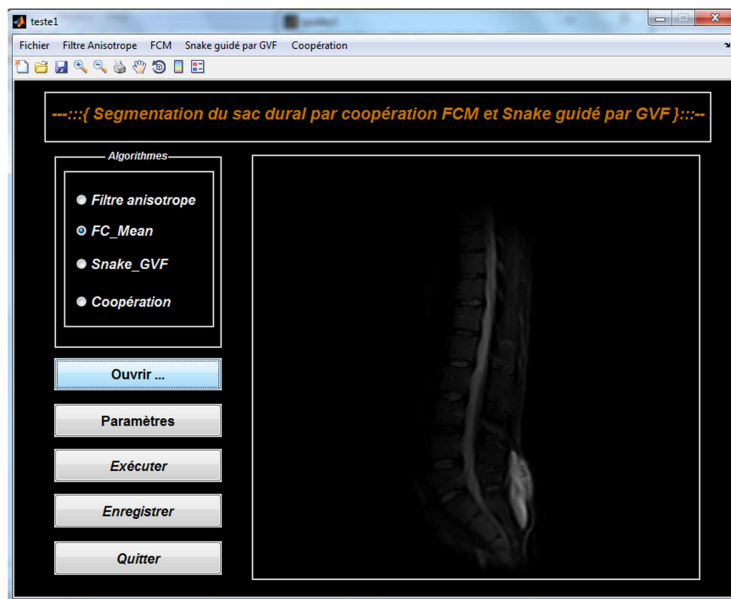 teste1
Fichier Filtre Anisotrope FCM Snake guidé par GVF Coopération
---:::{ Segmentation du sac dural par coopération FCM et Snake guidé par GVF }:::--
Algorithmes
Filtre anisotrope
FC_Mean
Snake_GVF
Coopération
Ouvrir ...
Paramètres
Exécuter
Enregistrer
Quitter